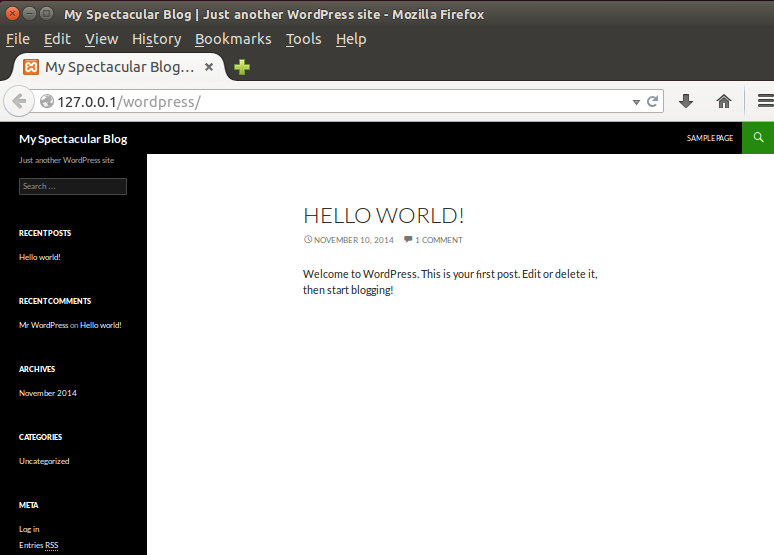 My Spectacular Blog | Just another WordPress site - Mozilla Firefox
File Edit View History Bookmarks Tools Help
My Spectacular Blog...
127.0.0.1/wordpress/
My Spectacular Blog
SAMPLE PAGE
Just another WordPress site
Search ...
RECENT POSTS
Hello world!
RECENT COMMENTS
Mr WordPress on Hello world!
ARCHIVES
November 2014
CATEGORIES
Uncategorized
META
Log in
Entries RSS
HELLO WORLD!
NOVEMBER 10, 2014 1 COMMENT
Welcome to WordPress. This is your first post. Edit or delete it,
then start blogging!